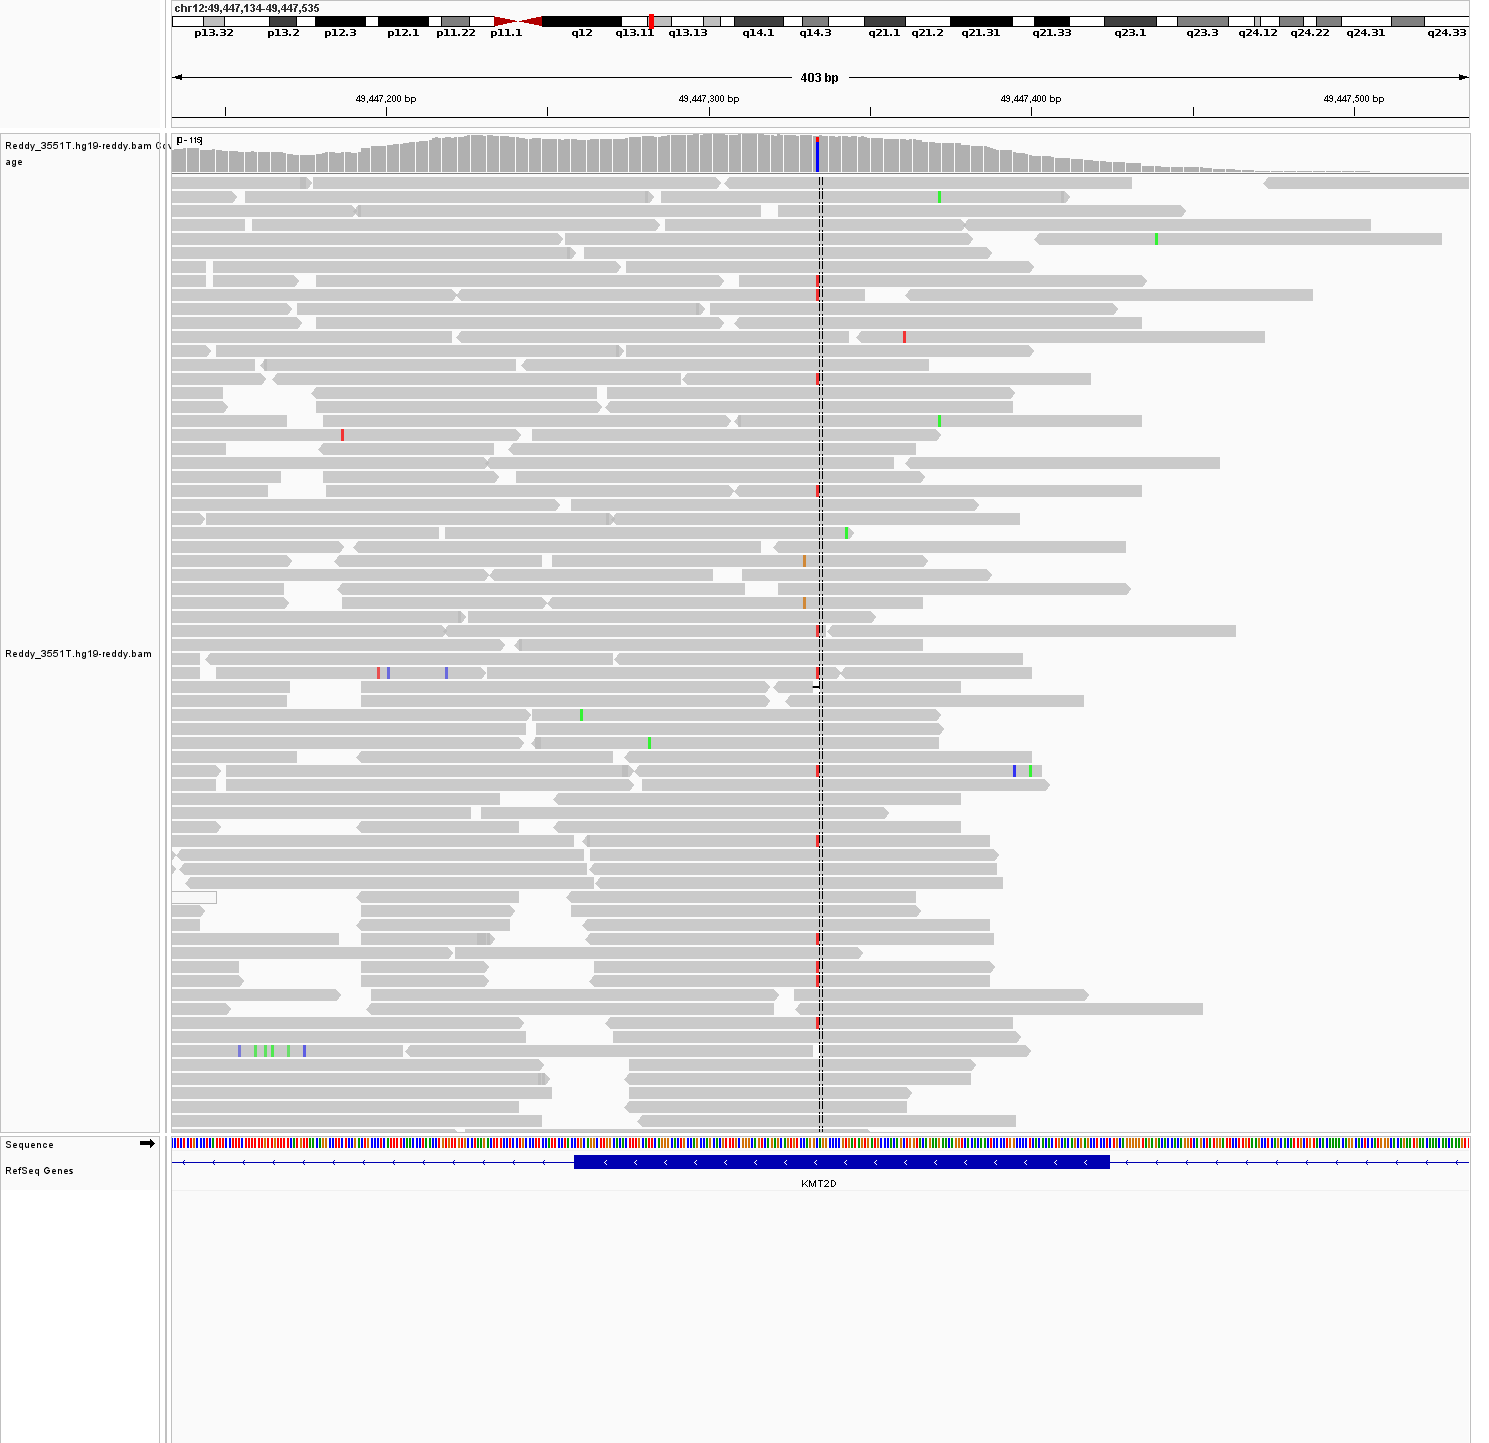 chr12:49,447,134-49,447,535
p13.32 p13.2 p12.3 p12.1 p11.22 p11.1 q12 q13.11 q13.13 q14.1 q14.3 q21.1 q21.2 q21.31 q21.33 q23.1 q23.3 q24.12 q24.22 q24.31 q24.33
403 bp
49,447,200 bp 49,447,300 bp 49,447,400 bp 49,447,500 bp
[0 - 115]
Reddy_3551T.hg19-reddy.bam Cov
age
Reddy_3551T.hg19-reddy.bam
Sequence
RefSeq Genes
KMT2D